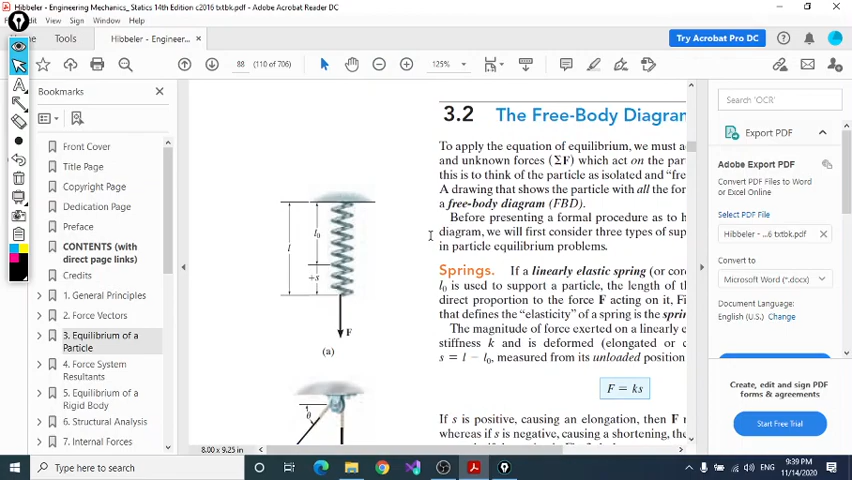 Hibbeler - Engineering Mechanics_ Statics 14th Edition c2016 txtbk.pdf - Adobe Acrobat Reader DC
Edit View Sign Window Help
Tools
Hibbeler - Engineer...
Try Acrobat Pro DC
88 (110 of 706)
125%
Bookmarks
Front Cover
Title Page
Copyright Page
Dedication Page
Preface
CONTENTS (with
direct page links)
Credits
1. General Principles
2. Force Vectors
3. Equilibrium of a
Particle
4. Force System
Resultants
5. Equilibrium of a
Rigid Body
6. Structural Analysis
7. Internal Forces
8.00 x 9.25 in
l
l0
+s
F
(a)
θ
3.2 The Free-Body Diagram
To apply the equation of equilibrium, we must a
and unknown forces (ΣF) which act on the par
this is to think of the particle as isolated and "fre
A drawing that shows the particle with all the for
a free-body diagram (FBD).
Before presenting a formal procedure as to h
diagram, we will first consider three types of sup
in particle equilibrium problems.
Springs. If a linearly elastic spring (or cor
l0 is used to support a particle, the length of t
direct proportion to the force F acting on it, Fi
that defines the "elasticity" of a spring is the sprin
The magnitude of force exerted on a linearly e
stiffness k and is deformed (elongated or c
s = l − l0, measured from its unloaded position
F = ks
If s is positive, causing an elongation, then F
whereas if s is negative, causing a shortening, the
Search 'OCR'
Export PDF
Adobe Export PDF
Convert PDF Files to Word
or Excel Online
Select PDF File
Hibbeler - ...6 txtbk.pdf
Convert to
Microsoft Word (*.docx)
Document Language:
English (U.S.) Change
Create, edit and sign PDF
forms & agreements
Start Free Trial
Type here to search
ENG
9:39 PM
11/14/2020